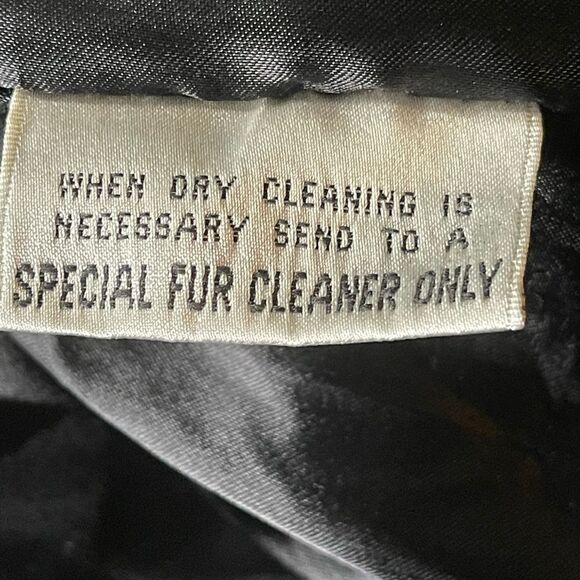 WHEN DRY CLEANING IS
NECESSARY SEND TO A
SPECIAL FUR CLEANER ONLY